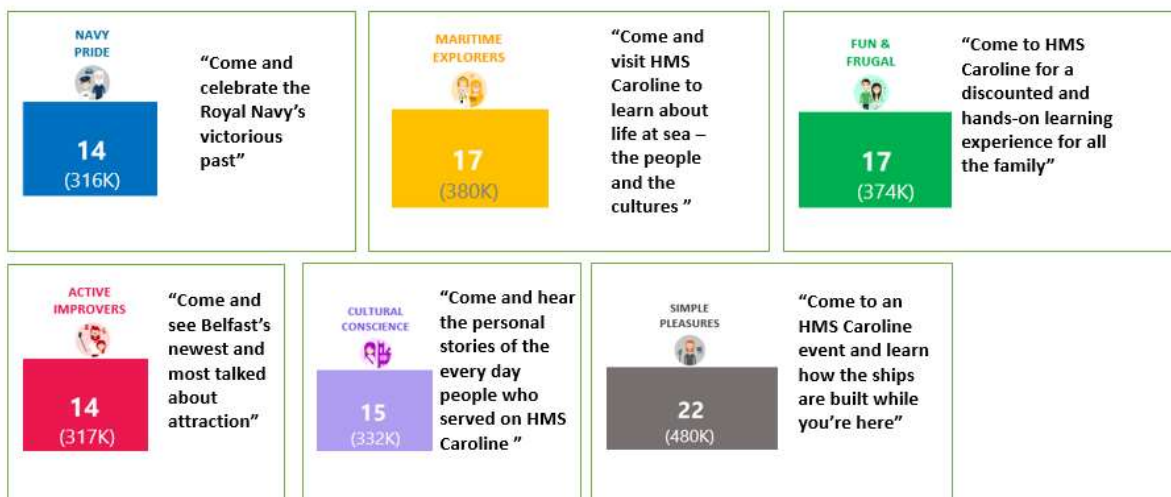 NAVY
PRIDE
14
(316K)
“Come and
celebrate the
Royal Navy’s
victorious
past”
MARITIME
EXPLORERS
17
(380K)
“Come and
visit HMS
Caroline to
learn about
life at sea –
the people
and the
cultures ”
FUN &
FRUGAL
17
(374K)
“Come to HMS
Caroline for a
discounted and
hands-on learning
experience for all
the family”
ACTIVE
IMPROVERS
14
(317K)
“Come and
see Belfast’s
newest and
most talked
about
attraction”
CULTURAL
CONSCIENCE
15
(332K)
“Come and hear
the personal
stories of the
every day
people who
served on HMS
Caroline ”
SIMPLE
PLEASURES
22
(480K)
“Come to an
HMS Caroline
event and learn
how the ships
are built while
you’re here”